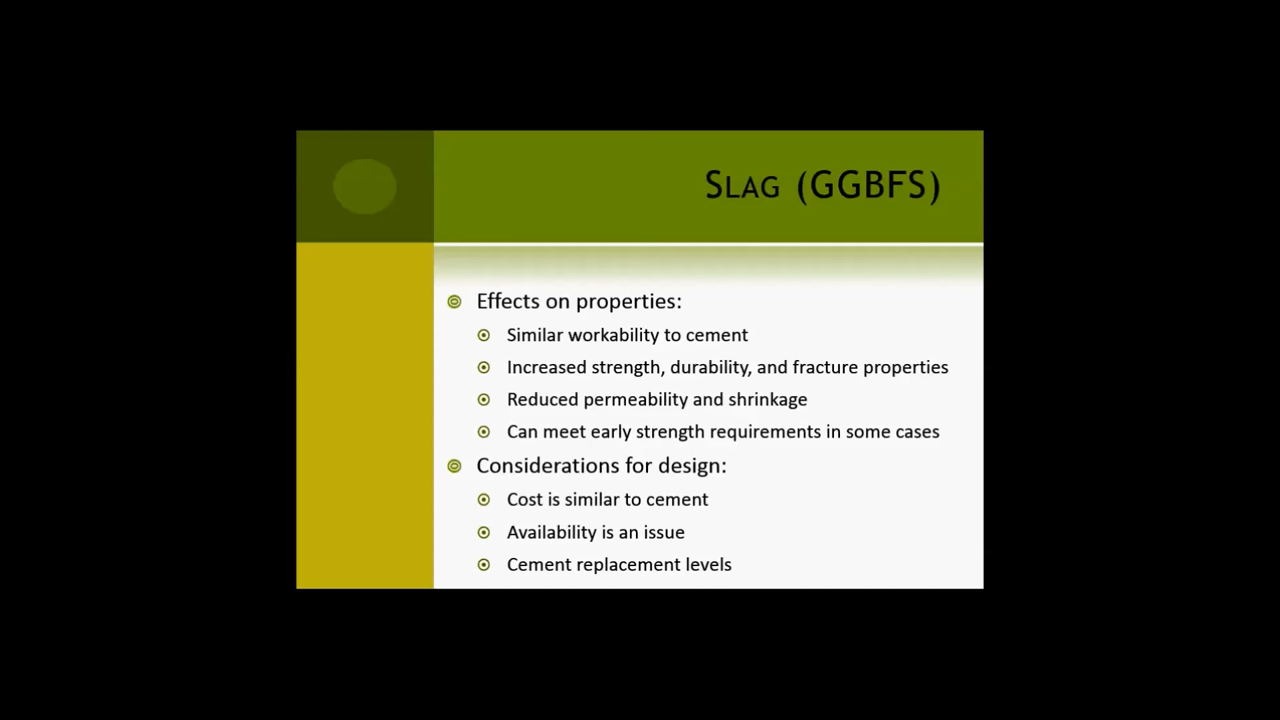 Slag (GGBFS)
Effects on properties:
Similar workability to cement
Increased strength, durability, and fracture properties
Reduced permeability and shrinkage
Can meet early strength requirements in some cases
Considerations for design:
Cost is similar to cement
Availability is an issue
Cement replacement levels